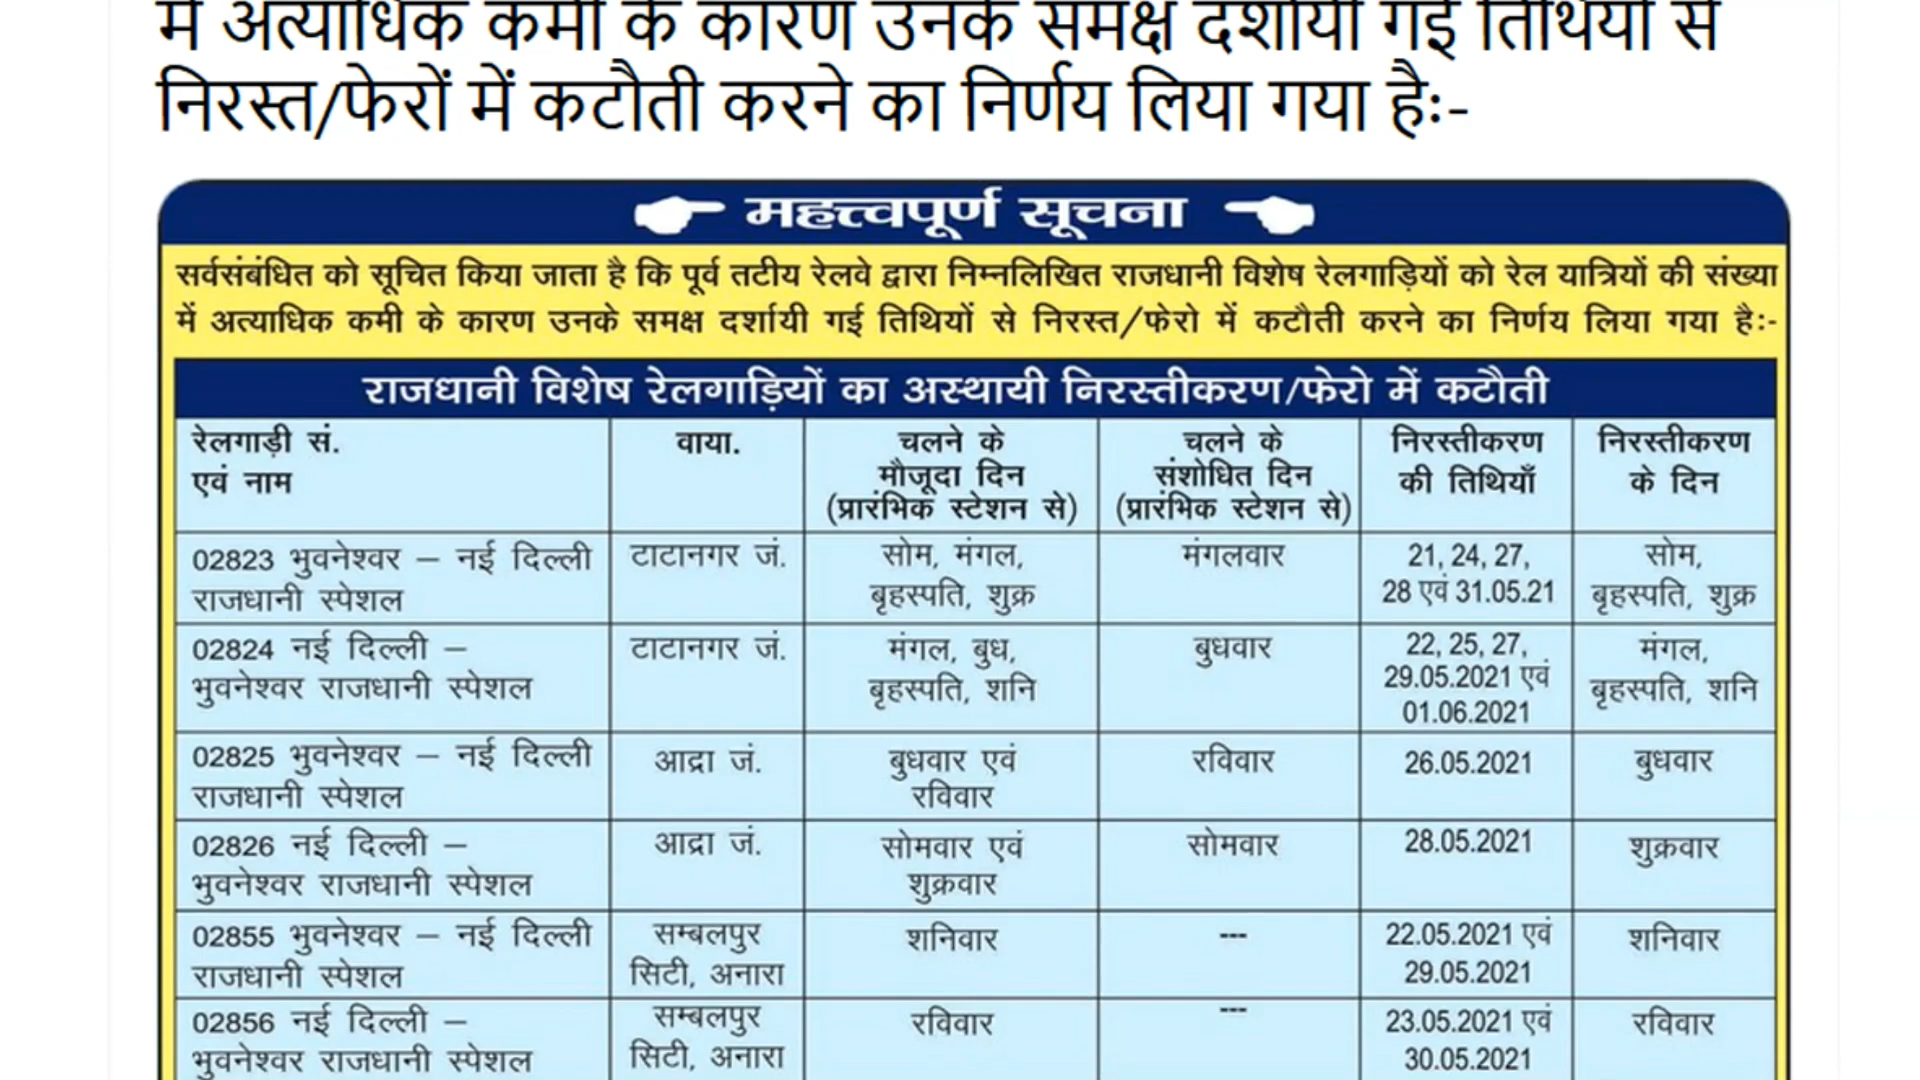 में अत्याधिक कमी के कारण उनके समक्ष दर्शायी गई तिथियों से
निरस्त/फेरों में कटौती करने का निर्णय लिया गया हैः-
महत्त्वपूर्ण सूचना
सर्वसंबंधित को सूचित किया जाता है कि पूर्व तटीय रेलवे द्वारा निम्नलिखित राजधानी विशेष रेलगाड़ियों को रेल यात्रियों की संख्या
में अत्याधिक कमी के कारण उनके समक्ष दर्शायी गई तिथियों से निरस्त/फेरो में कटौती करने का निर्णय लिया गया हैः-
राजधानी विशेष रेलगाड़ियों का अस्थायी निरस्तीकरण/फेरो में कटौती
रेलगाड़ी सं.
एवं नाम
वाया.
चलने के
मौजूदा दिन
(प्रारंभिक स्टेशन से)
चलने के
संशोधित दिन
(प्रारंभिक स्टेशन से)
निरस्तीकरण
की तिथियाँ
निरस्तीकरण
के दिन
02823 भुवनेश्वर – नई दिल्ली
राजधानी स्पेशल
टाटानगर जं.
सोम, मंगल,
बृहस्पति, शुक्र
मंगलवार
21, 24, 27,
28 एवं 31.05.21
सोम,
बृहस्पति, शुक्र
02824 नई दिल्ली –
भुवनेश्वर राजधानी स्पेशल
टाटानगर जं.
मंगल, बुध,
बृहस्पति, शनि
बुधवार
22, 25, 27,
29.05.2021 एवं
01.06.2021
मंगल,
बृहस्पति, शनि
02825 भुवनेश्वर – नई दिल्ली
राजधानी स्पेशल
आद्रा जं.
बुधवार एवं
रविवार
रविवार
26.05.2021
बुधवार
02826 नई दिल्ली –
भुवनेश्वर राजधानी स्पेशल
आद्रा जं.
सोमवार एवं
शुक्रवार
सोमवार
28.05.2021
शुक्रवार
02855 भुवनेश्वर – नई दिल्ली
राजधानी स्पेशल
सम्बलपुर
सिटी, अनारा
शनिवार
---
22.05.2021 एवं
29.05.2021
शनिवार
02856 नई दिल्ली –
भुवनेश्वर राजधानी स्पेशल
सम्बलपुर
सिटी, अनारा
रविवार
---
23.05.2021 एवं
30.05.2021
रविवार